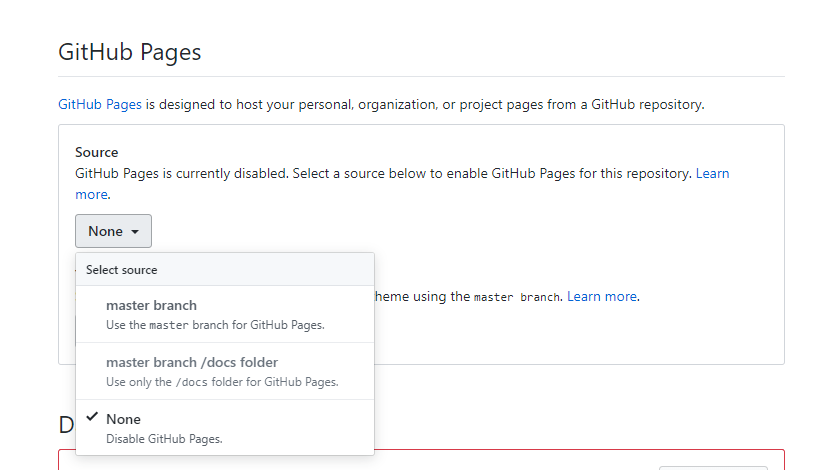 GitHub Pages
GitHub Pages is designed to host your personal, organization, or project pages from a GitHub repository.
Source
GitHub Pages is currently disabled. Select a source below to enable GitHub Pages for this repository. Learn
more.
None
Select source
master branch
Use the master branch for GitHub Pages.
heme using the master branch. Learn more.
master branch /docs folder
Use only the /docs folder for GitHub Pages.
None
Disable GitHub Pages.
D